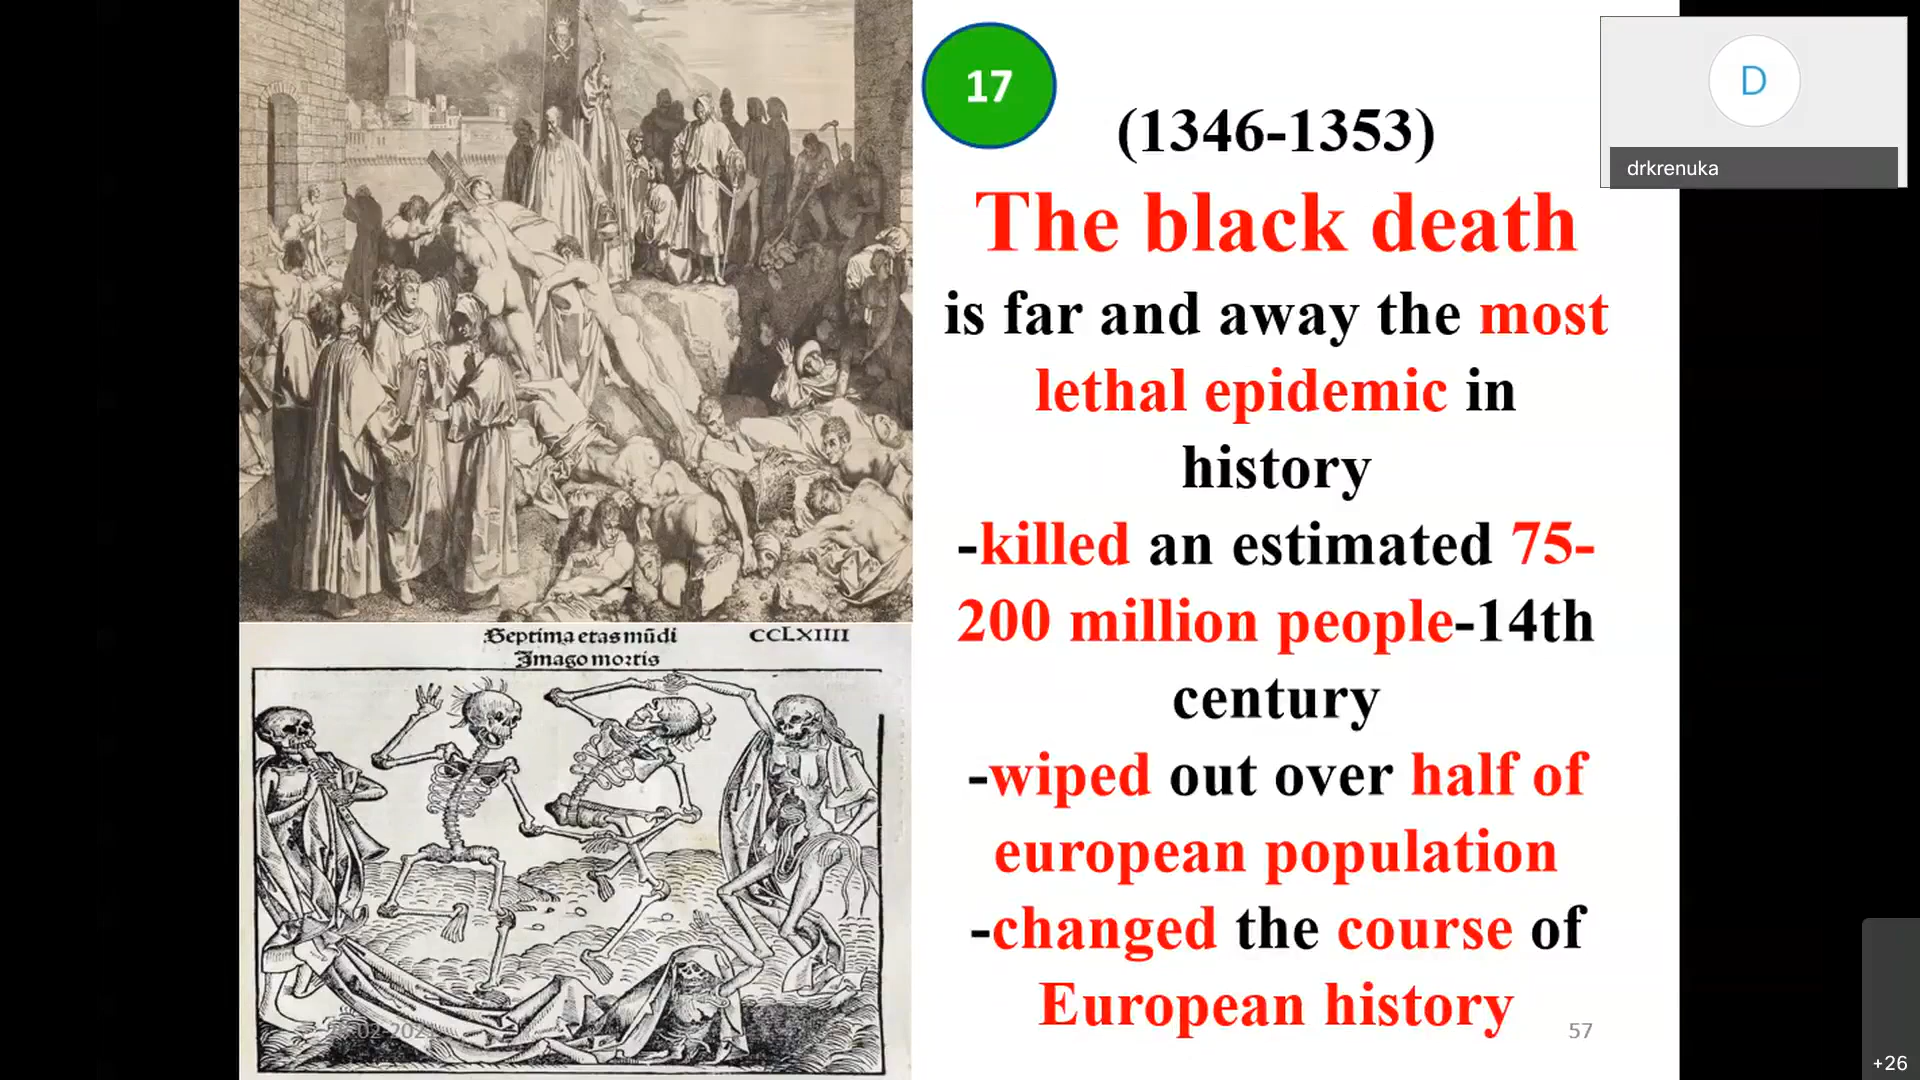 17
(1346-1353)
The black death
is far and away the most
lethal epidemic in
history
-killed an estimated 75-
200 million people-14th
century
-wiped out over half of
european population
-changed the course of
European history
57
D
drkrenuka
+26
Septima etas mũdi
CCLXIIII
Imago mortis